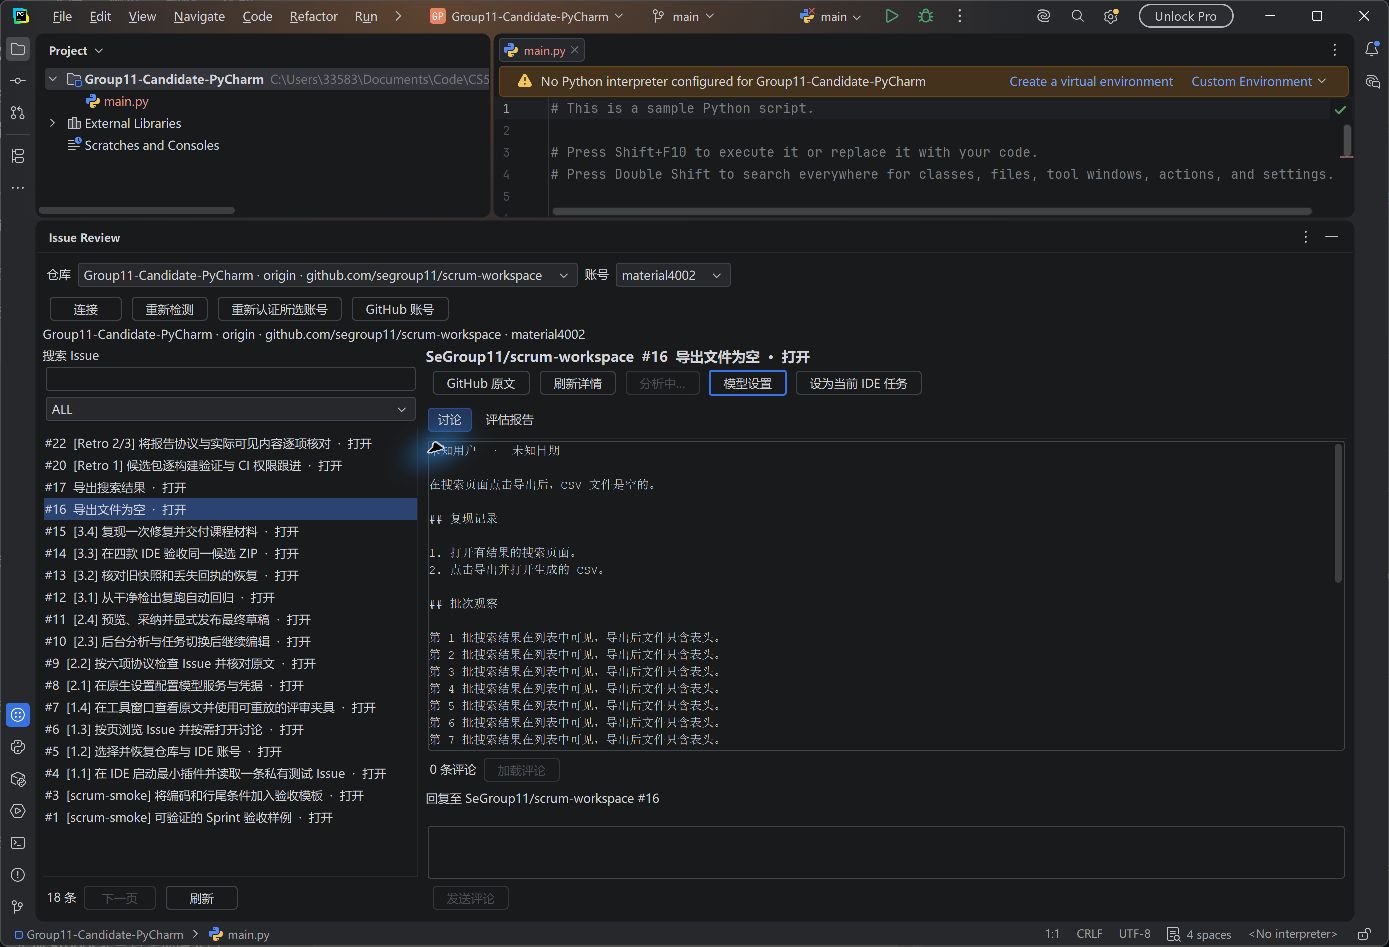 File Edit View Navigate Code Refactor Run GP Group11-Candidate-PyCharm main main Unlock Pro
Project
Group11-Candidate-PyCharm C:\Users\33583\Documents\Code\CS5
main.py
External Libraries
Scratches and Consoles
main.py
No Python interpreter configured for Group11-Candidate-PyCharm Create a virtual environment Custom Environment
1 # This is a sample Python script.
2
3 # Press Shift+F10 to execute it or replace it with your code.
4 # Press Double Shift to search everywhere for classes, files, tool windows, actions, and settings.
5
Issue Review
仓库 Group11-Candidate-PyCharm · origin · github.com/segroup11/scrum-workspace 账号 material4002
连接 重新检测 重新认证所选账号 GitHub 账号
Group11-Candidate-PyCharm · origin · github.com/segroup11/scrum-workspace · material4002
搜索 Issue
ALL
#22 [Retro 2/3] 将报告协议与实际可见内容逐项核对 · 打开
#20 [Retro 1] 候选包逐构建验证与 CI 权限跟进 · 打开
#17 导出搜索结果 · 打开
#16 导出文件为空 · 打开
#15 [3.4] 复现一次修复并交付课程材料 · 打开
#14 [3.3] 在四款 IDE 验收同一候选 ZIP · 打开
#13 [3.2] 核对旧快照和丢失回执的恢复 · 打开
#12 [3.1] 从干净检出复跑自动回归 · 打开
#11 [2.4] 预览、采纳并显式发布最终草稿 · 打开
#10 [2.3] 后台分析与任务切换后继续编辑 · 打开
#9 [2.2] 按六项协议检查 Issue 并核对原文 · 打开
#8 [2.1] 在原生设置配置模型服务与凭据 · 打开
#7 [1.4] 在工具窗口查看原文并使用可重放的评审夹具 · 打开
#6 [1.3] 按页浏览 Issue 并按需打开讨论 · 打开
#5 [1.2] 选择并恢复仓库与 IDE 账号 · 打开
#4 [1.1] 在 IDE 启动最小插件并读取一条私有测试 Issue · 打开
#3 [scrum-smoke] 将编码和行尾条件加入验收模板 · 打开
#1 [scrum-smoke] 可验证的 Sprint 验收样例 · 打开
18 条 下一页 刷新
SeGroup11/scrum-workspace #16 导出文件为空 · 打开
GitHub 原文 刷新详情 分析中... 模型设置 设为当前 IDE 任务
讨论 评估报告
知用户 · 未知日期
在搜索页面点击导出后，CSV 文件是空的。
## 复现记录
1. 打开有结果的搜索页面。
2. 点击导出并打开生成的 CSV。
## 批次观察
第 1 批搜索结果在列表中可见，导出后文件只含表头。
第 2 批搜索结果在列表中可见，导出后文件只含表头。
第 3 批搜索结果在列表中可见，导出后文件只含表头。
第 4 批搜索结果在列表中可见，导出后文件只含表头。
第 5 批搜索结果在列表中可见，导出后文件只含表头。
第 6 批搜索结果在列表中可见，导出后文件只含表头。
第 7 批搜索结果在列表中可见，导出后文件只含表头。
0 条评论 加载评论
回复至 SeGroup11/scrum-workspace #16
发送评论
Group11-Candidate-PyCharm main.py 1:1 CRLF UTF-8 4 spaces <No interpreter>